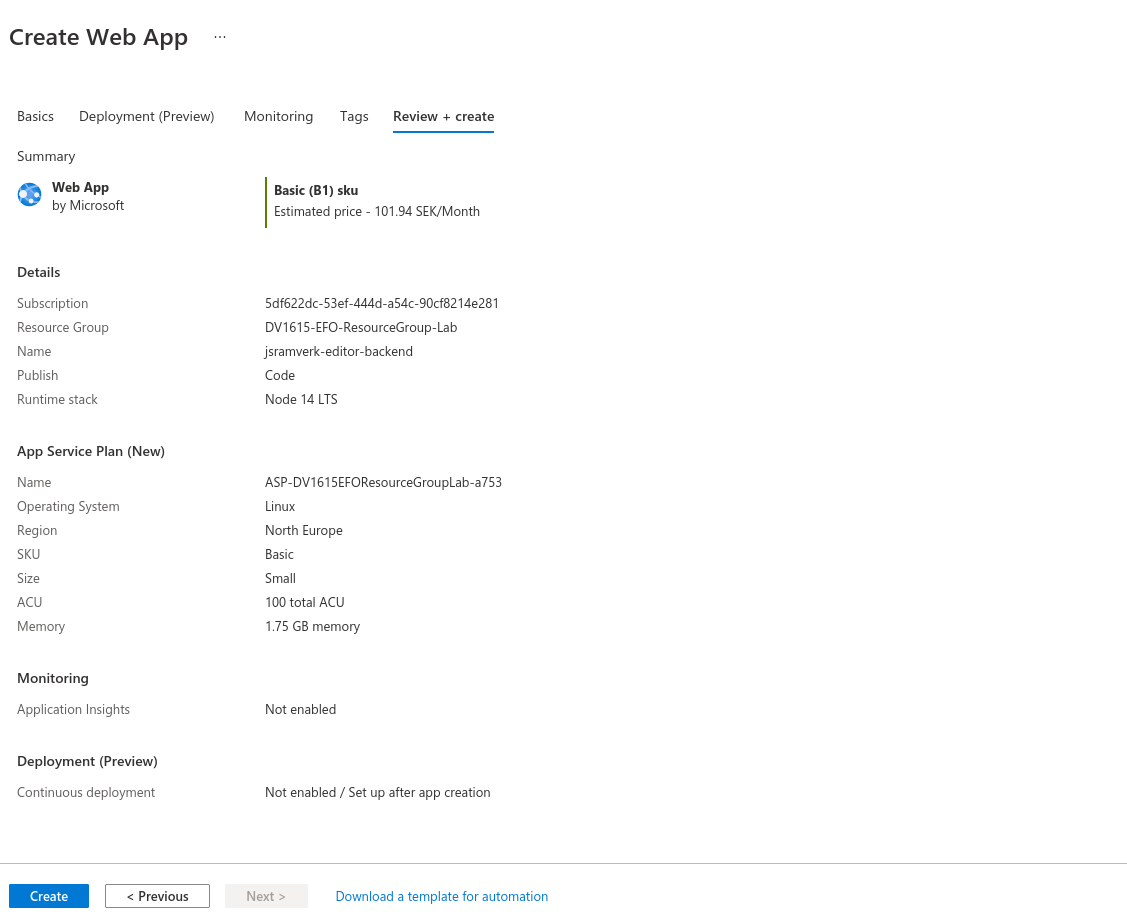 Create Web App ...
Basics Deployment (Preview) Monitoring Tags Review + create
Summary
Web App
by Microsoft
Basic (B1) sku
Estimated price - 101.94 SEK/Month
Details
Subscription 5df622dc-53ef-444d-a54c-90cf8214e281
Resource Group DV1615-EFO-ResourceGroup-Lab
Name jsramverk-editor-backend
Publish Code
Runtime stack Node 14 LTS
App Service Plan (New)
Name ASP-DV1615EFOResourceGroupLab-a753
Operating System Linux
Region North Europe
SKU Basic
Size Small
ACU 100 total ACU
Memory 1.75 GB memory
Monitoring
Application Insights Not enabled
Deployment (Preview)
Continuous deployment Not enabled / Set up after app creation
Create < Previous Next > Download a template for automation